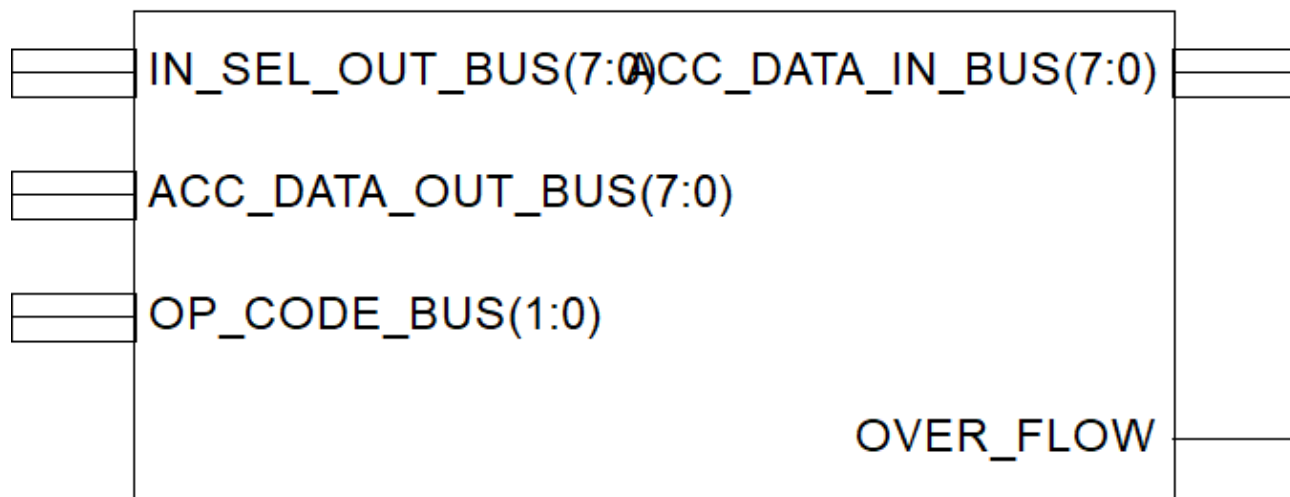 IN_SEL_OUT_BUS(7:0) ACC_DATA_IN_BUS(7:0)
ACC_DATA_OUT_BUS(7:0)
OP_CODE_BUS(1:0)
OVER_FLOW